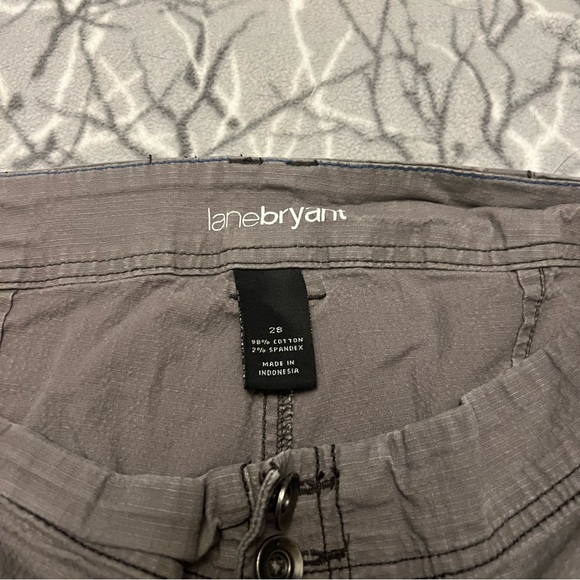 lanebryant
28
98% COTTON
2% SPANDEX
MADE IN
INDONESIA